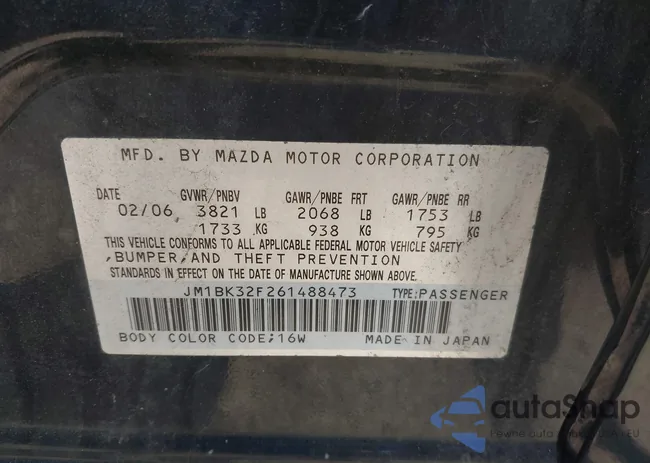 MFD. BY MAZDA MOTOR CORPORATION
DATE GVWR/PNBV GAWR/PNBE FRT GAWR/PNBE RR
02/06 3821 LB 2068 LB 1753 LB
1733 KG 938 KG 795 KG
THIS VEHICLE CONFORMS TO ALL APPLICABLE FEDERAL MOTOR VEHICLE SAFETY
,BUMPER,AND THEFT PREVENTION
STANDARDS IN EFFECT ON THE DATE OF MANUFACTURE SHOWN ABOVE.
JM1BK32F261488473 TYPE:PASSENGER
BODY COLOR CODE;16W MADE IN JAPAN
autoSnap
Pewne auto